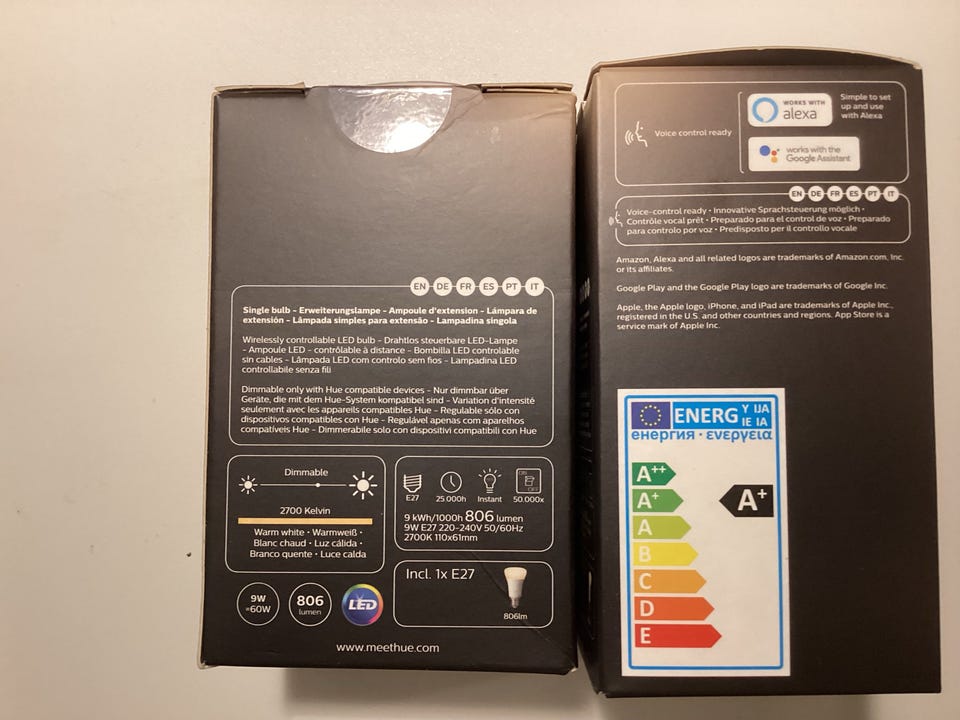 EN DE FR ES PT IT
Single bulb – Erweiterungslampe – Ampoule d'extension – Lámpara de
extensión – Lâmpada simples para extensão – Lampadina singola
Wirelessly controllable LED bulb – Drahtlos steuerbare LED-Lampe
– Ampoule LED – contrôlable à distance – Bombilla LED controlable
sin cables – Lâmpada LED com controlo sem fios – Lampadina LED
controllabile senza fili
Dimmable only with Hue compatible devices – Nur dimmbar über
Geräte, die mit dem Hue-System kompatibel sind – Variation d'intensité
seulement avec les appareils compatibles Hue – Regulable sólo con
dispositivos compatibles con Hue – Regulável apenas com aparelhos
compatíveis Hue – Dimmerabile solo con dispositivi compatibili con Hue
Dimmable
2700 Kelvin
Warm white • Warmweiß •
Blanc chaud • Luz cálida •
Branco quente • Luce calda
E27 25.000h Instant 50.000x
9 kWh/1000h 806 lumen
9W E27 220-240V 50/60Hz
2700K 110x61mm
Incl. 1x E27
806lm
9W
=60W
806
lumen
LED
www.meethue.com
Voice control ready
WORKS WITH
alexa
Simple to set
up and use
with Alexa
works with the
Google Assistant
EN DE FR ES PT IT
Voice-control ready • Innovative Sprachsteuerung möglich •
Contrôle vocal prêt • Preparado para el control de voz • Preparado
para controlo por voz • Predisposto per il controllo vocale
Amazon, Alexa and all related logos are trademarks of Amazon.com, Inc.
or its affiliates.
Google Play and the Google Play logo are trademarks of Google Inc.
Apple, the Apple logo, iPhone, and iPad are trademarks of Apple Inc.,
registered in the U.S. and other countries and regions. App Store is a
service mark of Apple Inc.
ENERG Y IJA
IE IA
енергия · ενεργεια
A++
A+
A
B
C
D
E
A+